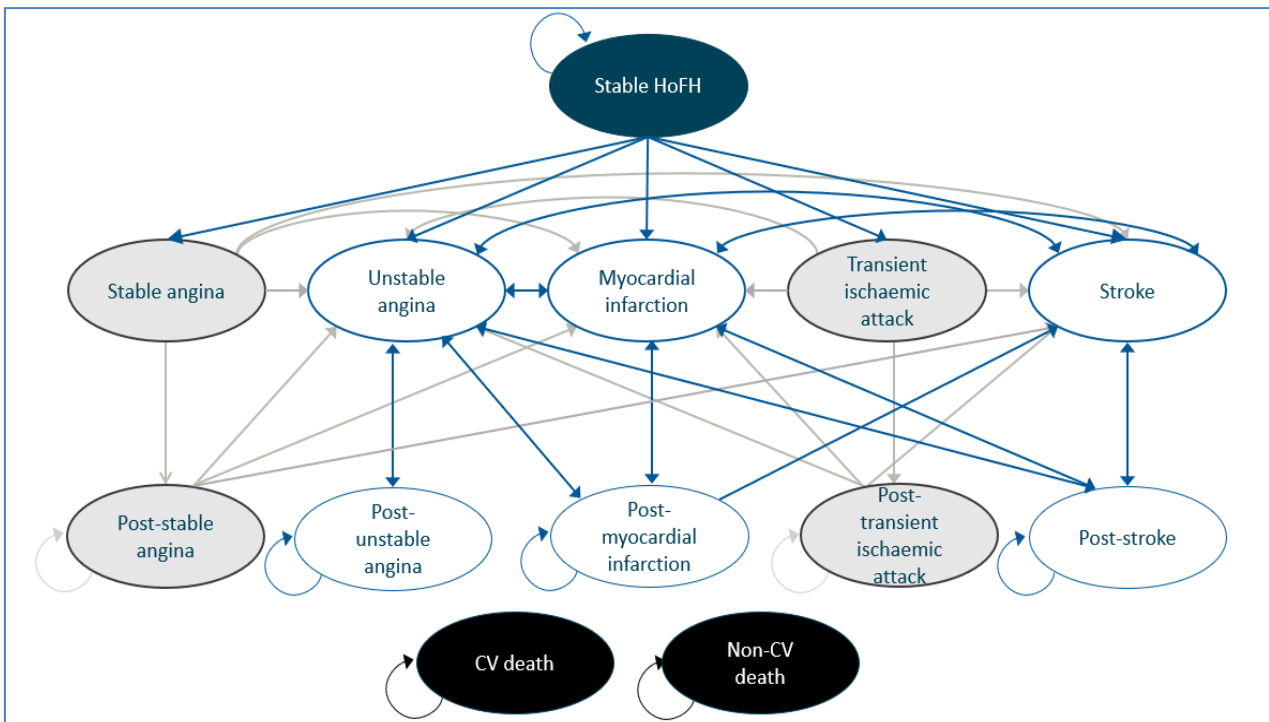 Stable HoFH
Stable angina
Unstable
angina
Myocardial
infarction
Transient
ischaemic
attack
Stroke
Post-stable
angina
Post-
unstable
angina
Post-
myocardial
infarction
Post-
transient
ischaemic
attack
Post-stroke
CV death
Non-CV
death